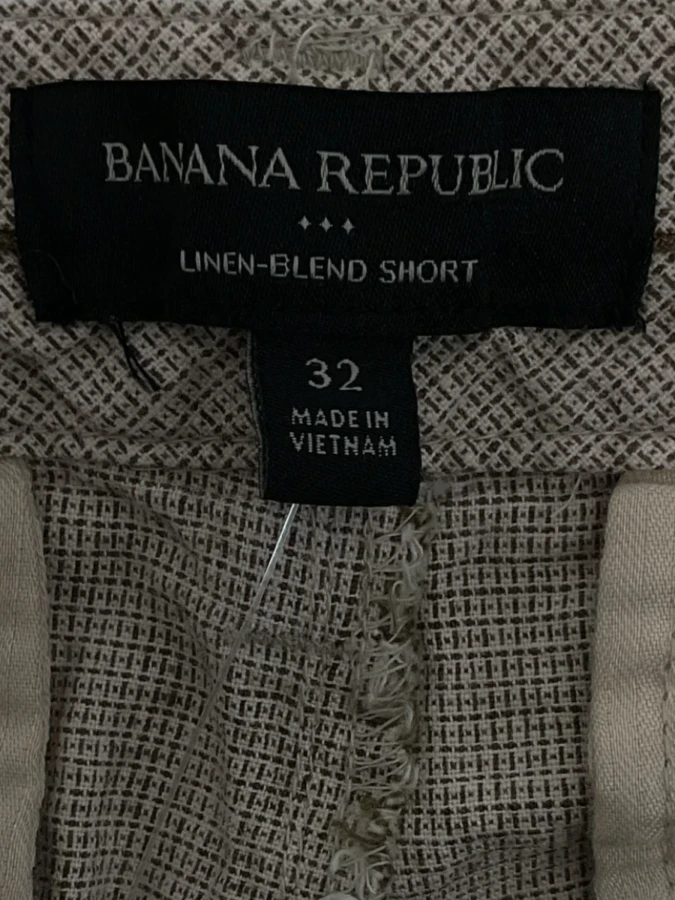 BANANA REPUBLIC
LINEN-BLEND SHORT
32
MADE IN
VIETNAM